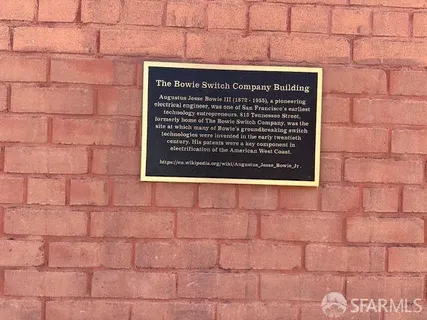 The Bowie Switch Company Building
Augustus Jesse Bowie III (1872 - 1955), a pioneering
electrical engineer, was one of San Francisco's earliest
technology entrepreneurs. 815 Tennessee Street,
formerly home of The Bowie Switch Company, was the
site at which many of Bowie's groundbreaking switch
technologies were invented in the early twentieth
century. His patents were a key component in
electrification of the American West Coast.
https://en.wikipedia.org/wiki/Augustus_Jesse_Bowie_Jr.
SFARMLS